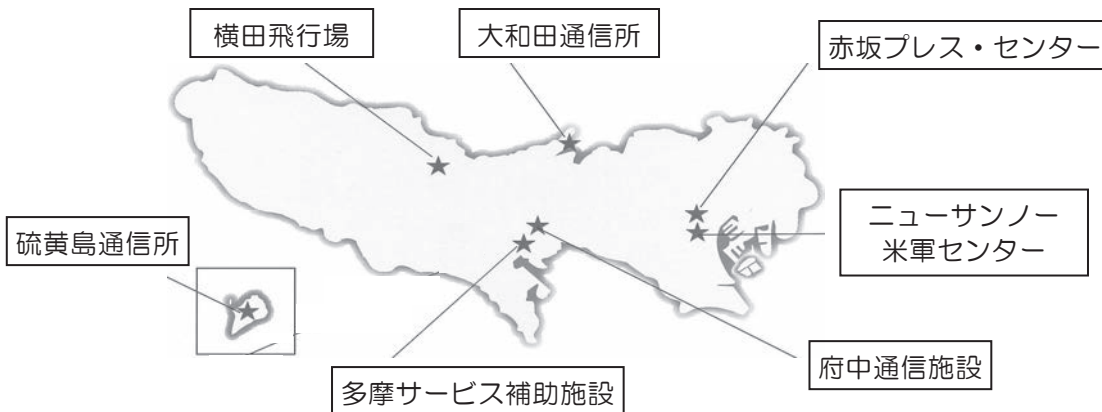 横田飛行場
大和田通信所
赤坂プレス・センター
ニューサンノー
米軍センター
硫黄島通信所
府中通信施設
多摩サービス補助施設